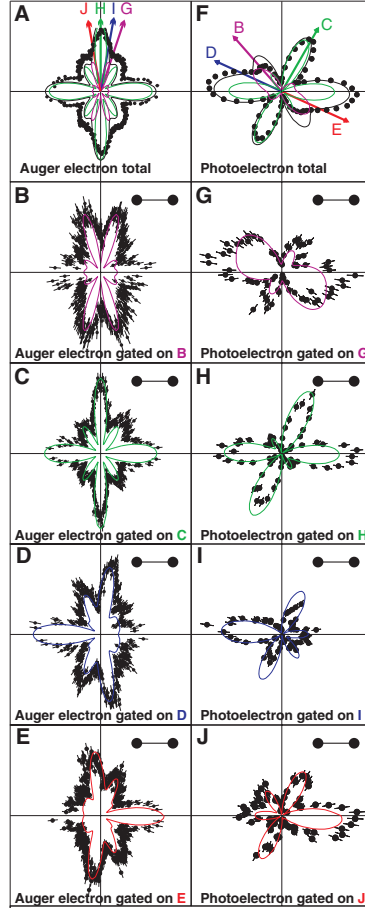 A
J H I G
Auger electron total
F
C
B
D
E
Photoelectron total
B
Auger electron gated on B
G
Photoelectron gated on G
C
Auger electron gated on C
H
Photoelectron gated on H
D
Auger electron gated on D
I
Photoelectron gated on I
E
Auger electron gated on E
J
Photoelectron gated on J